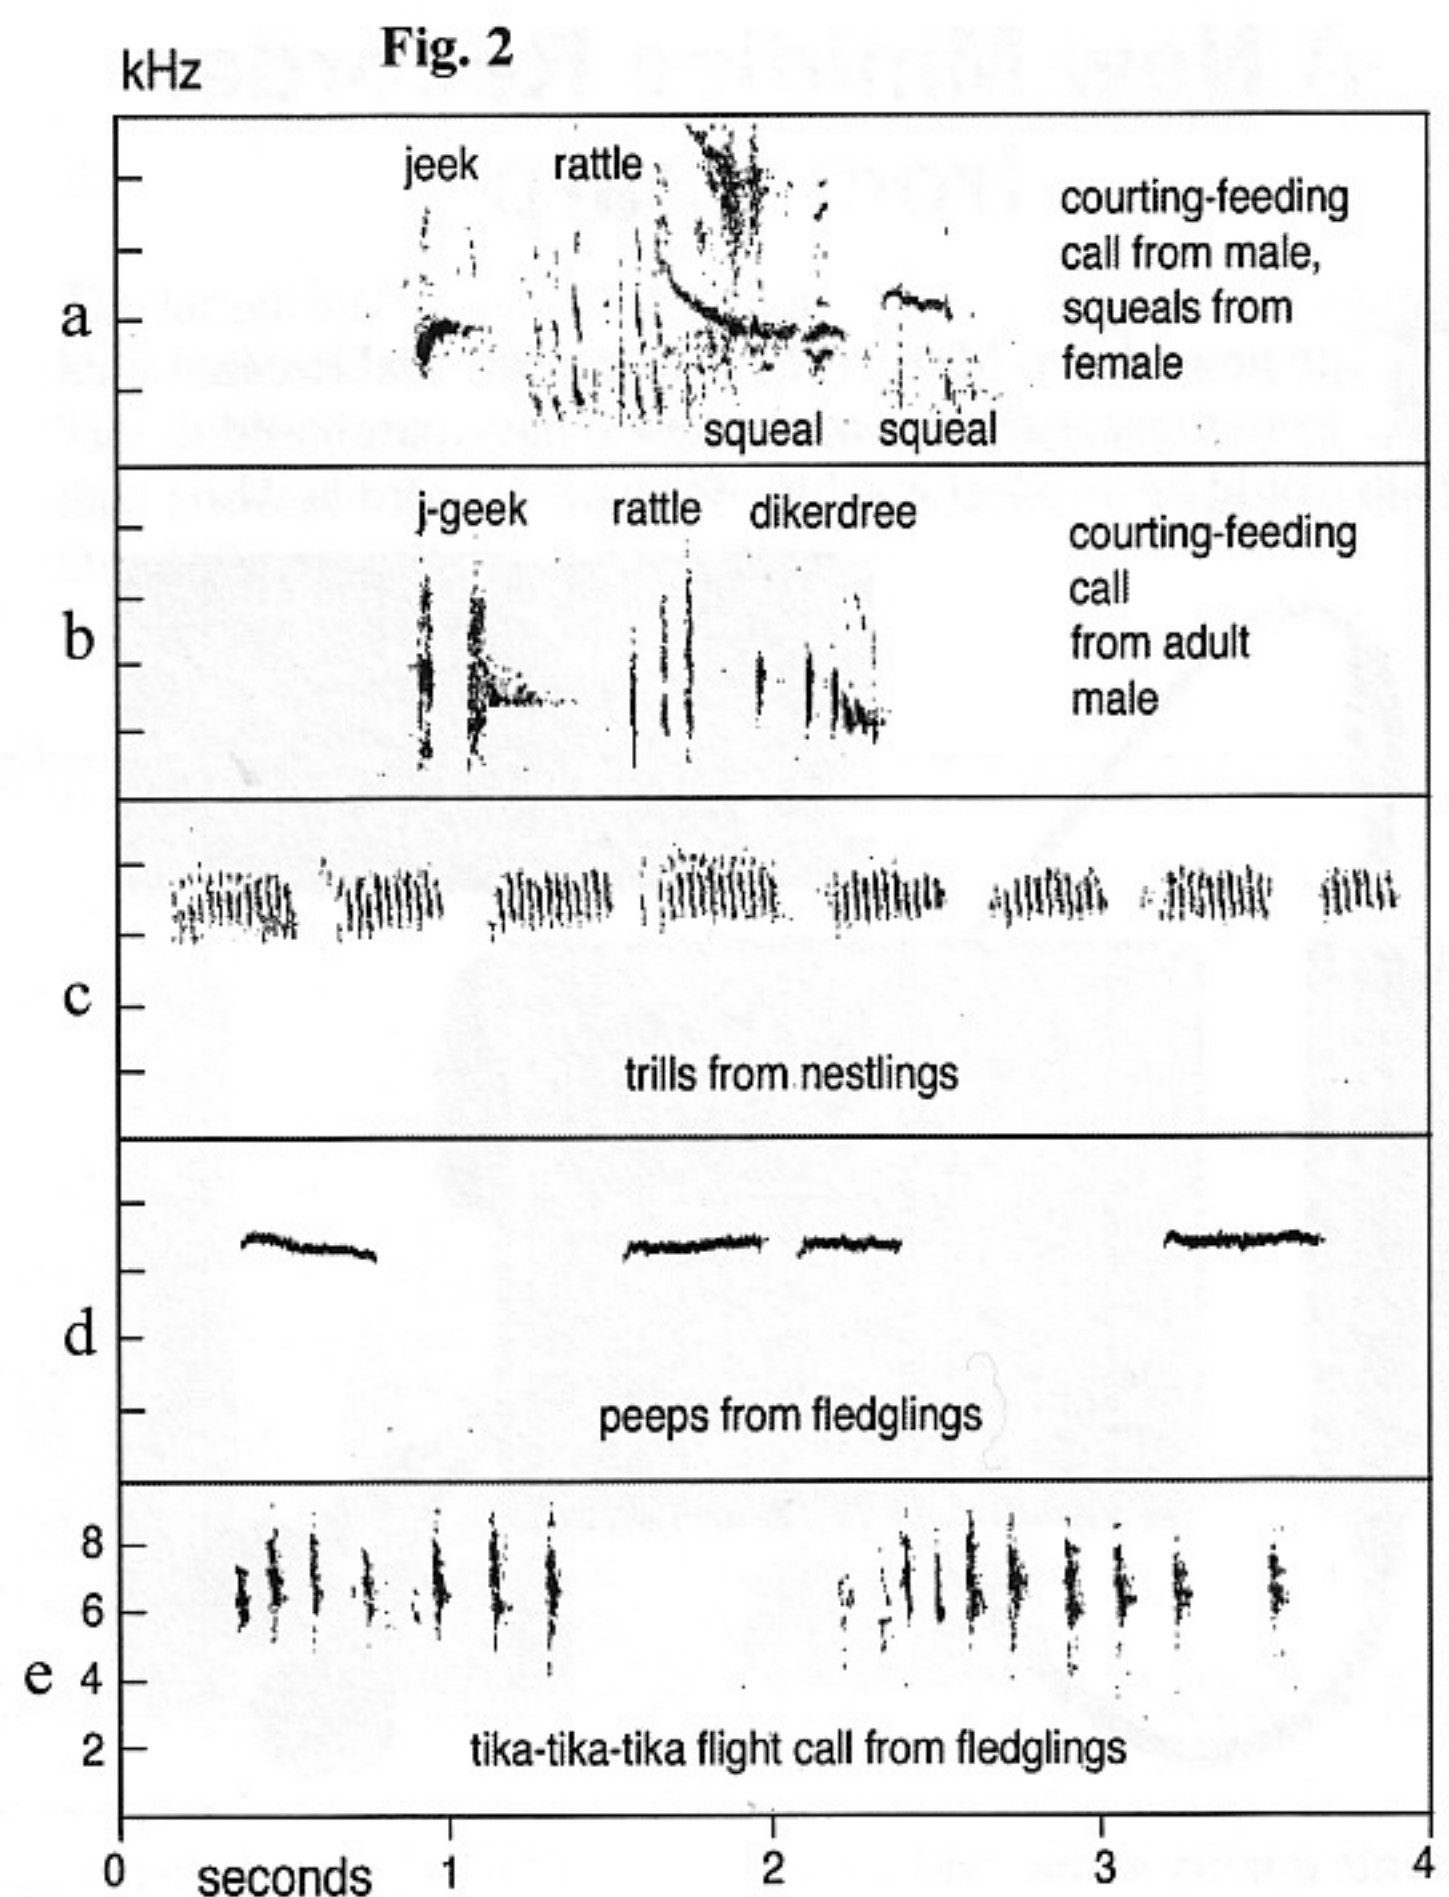 Fig. 2
kHz
jeek rattle
courting-feeding
call from male,
squeals from
female
a
squeal squeal
j-geek rattle dikerdree
courting-feeding
call
from adult
male
b
c
trills from nestlings
d
peeps from fledglings
8
6
e 4
2
tika-tika-tika flight call from fledglings
0 seconds 1 2 3 4